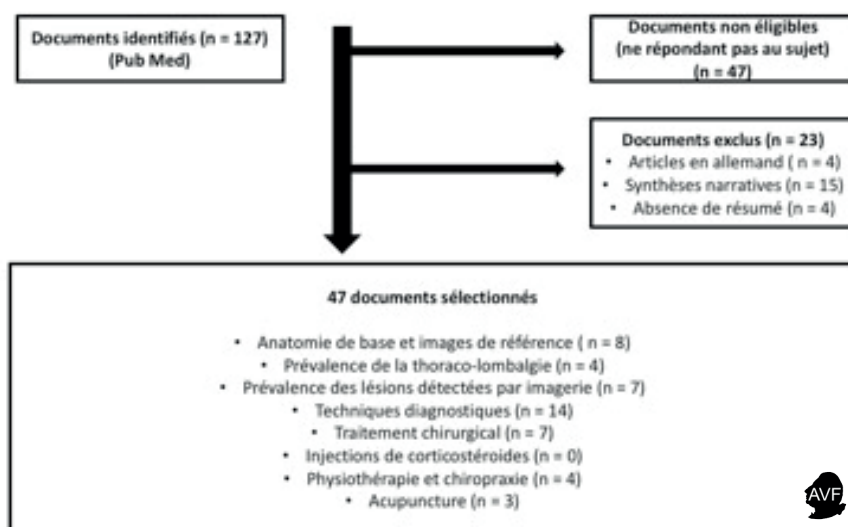 Documents identifiés (n = 127)
(Pub Med)
Documents non éligibles
(ne répondant pas au sujet)
(n = 47)
Documents exclus (n = 23)
• Articles en allemand ( n = 4)
• Synthèses narratives (n = 15)
• Absence de résumé (n = 4)
47 documents sélectionnés
• Anatomie de base et images de référence ( n = 8)
• Prévalence de la thoraco-lombalgie (n = 4)
• Prévalence des lésions détectées par imagerie (n = 7)
• Techniques diagnostiques (n = 14)
• Traitement chirurgical (n = 7)
• Injections de corticostéroides (n = 0)
• Physiothérapie et chiropraxie (n = 4)
• Acupuncture (n = 3)
AVF